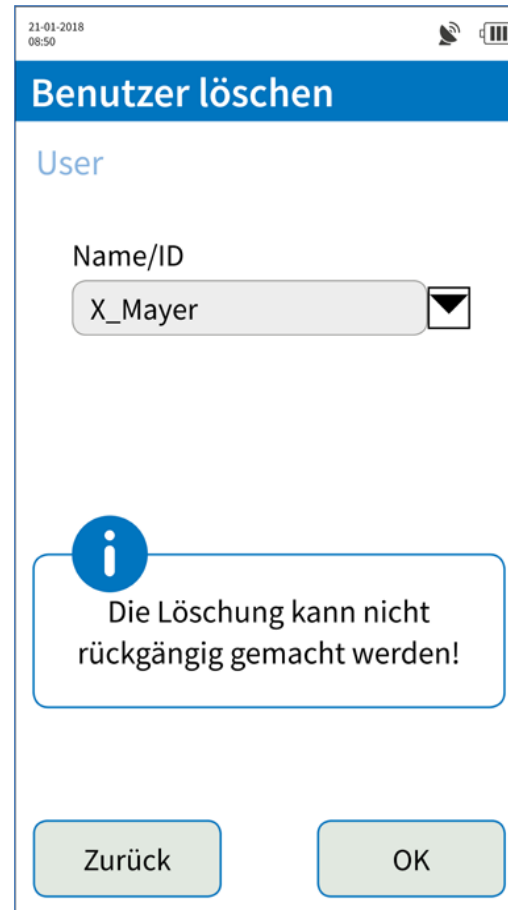 21-01-2018
08:50
Benutzer löschen
User
Name/ID
X_Mayer
Die Löschung kann nicht
rückgängig gemacht werden!
Zurück
OK